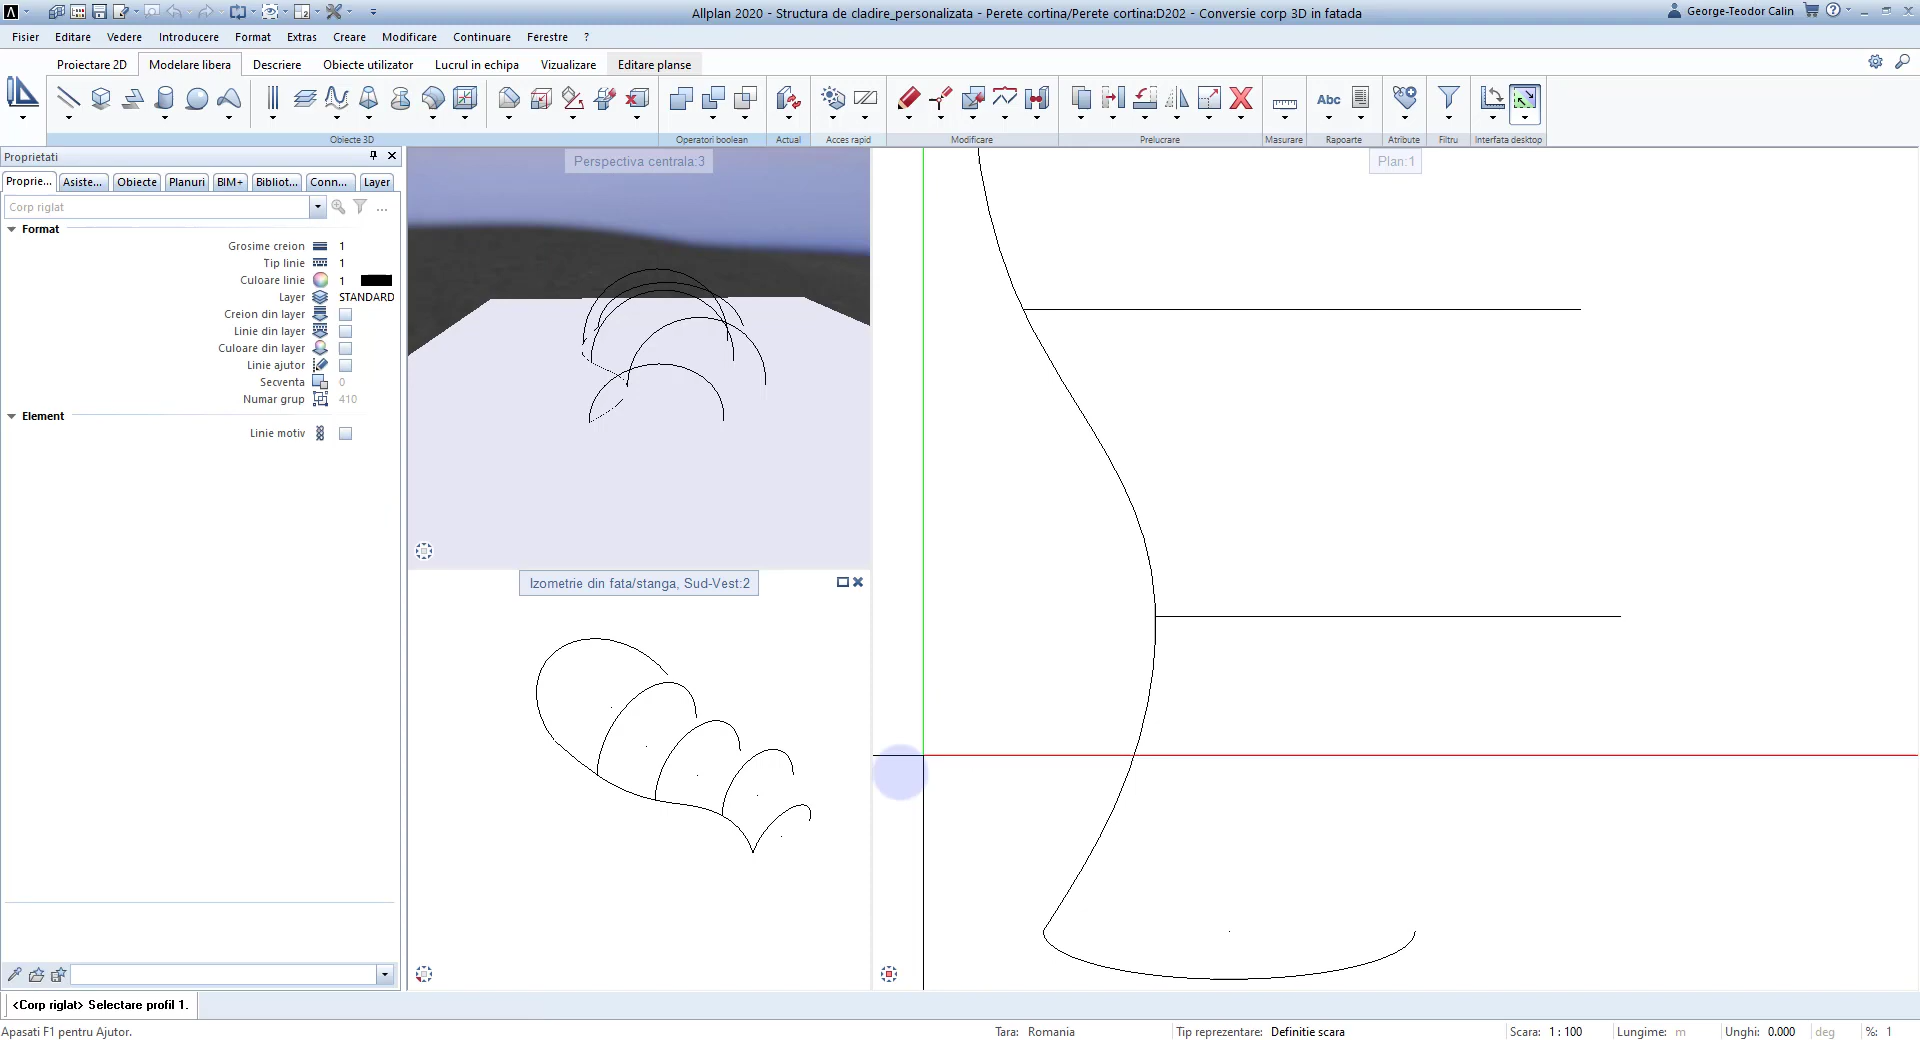 Allplan 2020 - Structura de cladire_personalizata - Perete cortina/Perete cortina:D202 - Conversie corp 3D in fatada
George-Teodor Calin
Fisier Editare Vedere Introducere Format Extras Creare Modificare Continuare Ferestre ?
Proiectare 2D Modelare libera Descriere Obiecte utilizator Lucrul in echipa Vizualizare Editare planse
Abc
Obiecte 3D Operatori boolean Actual Acces rapid Modificare Prelucrare Masurare Rapoarte Atribute Filtru Interfata desktop
Proprietati
Proprie... Asiste... Obiecte Planuri BIM+ Bibliot... Conn... Layer
Corp riglat
...
Format
Grosime creion 1
Tip linie 1
Culoare linie 1
Layer STANDARD
Creion din layer
Linie din layer
Culoare din layer
Linie ajutor
Secventa 0
Numar grup 410
Element
Linie motiv
Perspectiva centrala:3
Izometrie din fata/stanga, Sud-Vest:2
Plan:1
<Corp riglat> Selectare profil 1.
Apasati F1 pentru Ajutor.
Tara: Romania Tip reprezentare: Definitie scara Scara: 1 : 100 Lungime: m Unghi: 0.000 deg %: 1